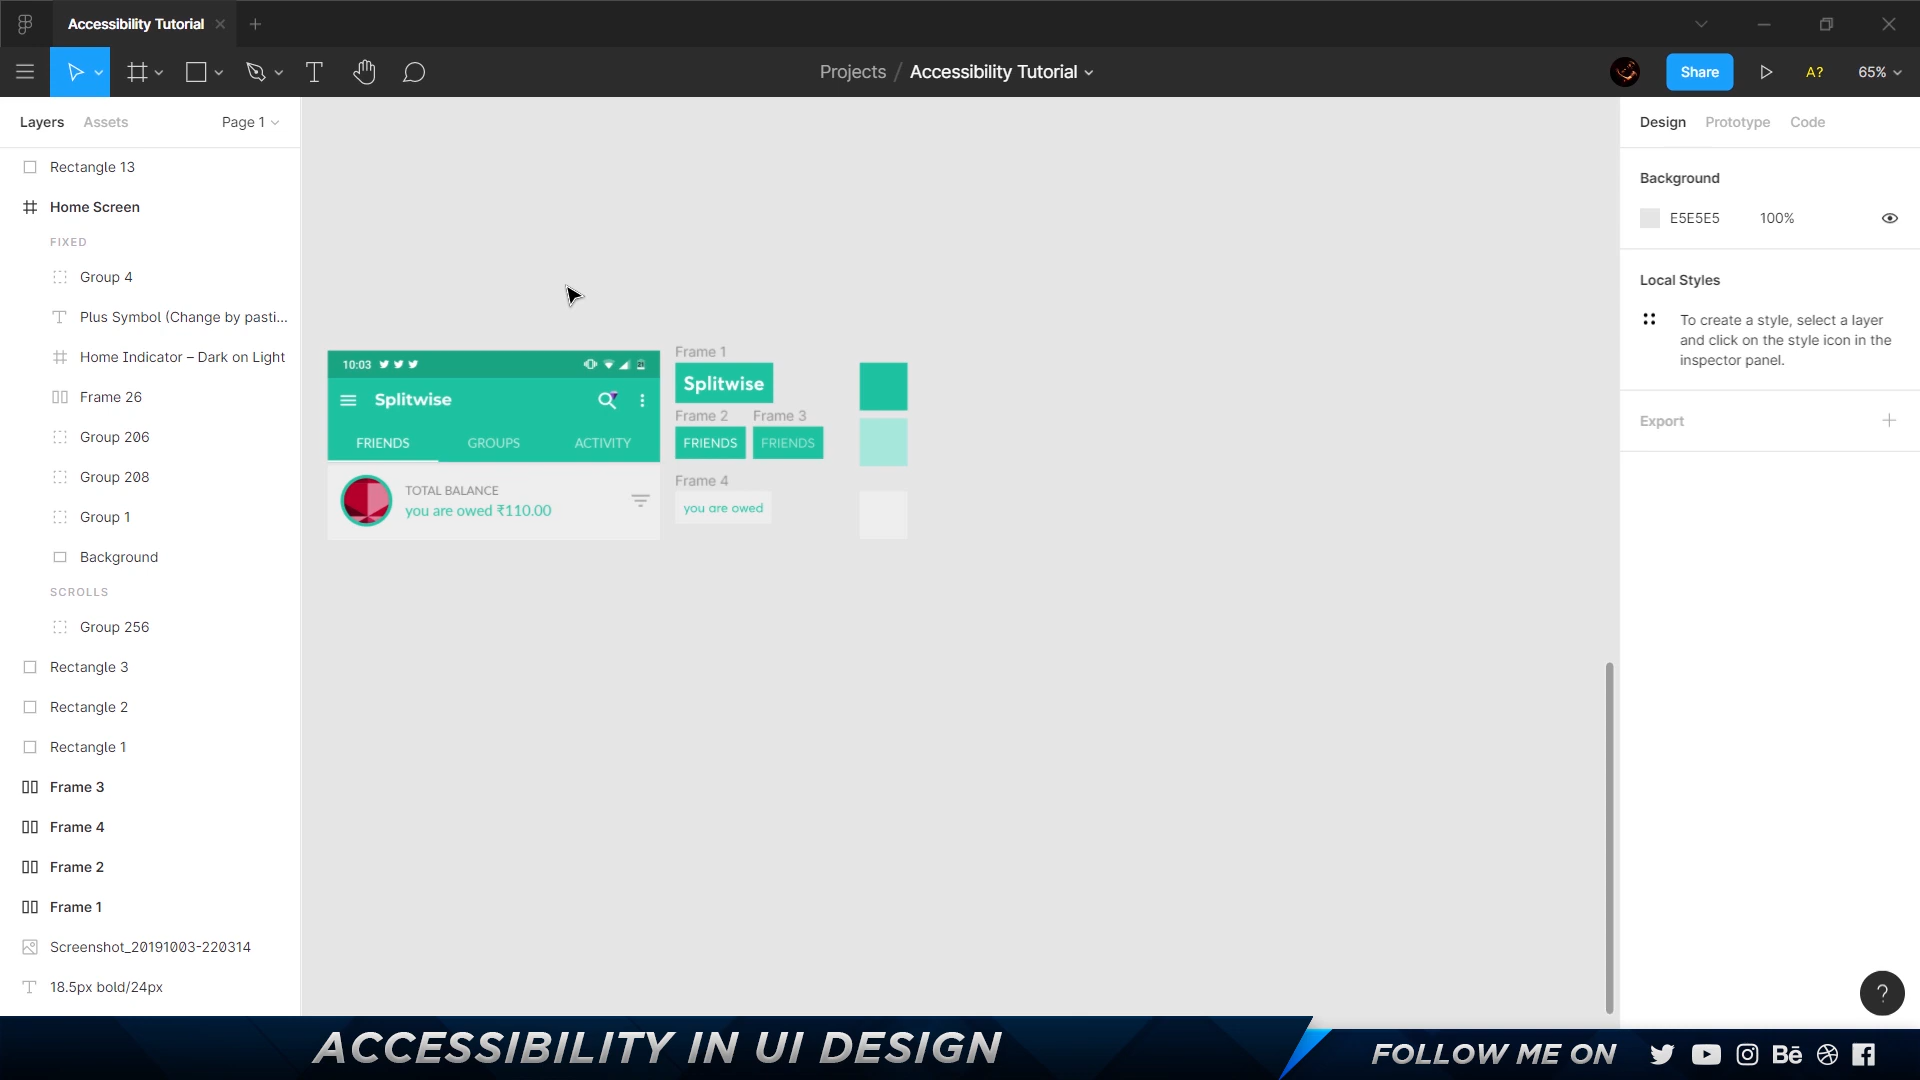 Accessibility Tutorial
Projects / Accessibility Tutorial
Share
A?
65%
Layers
Assets
Page 1
Rectangle 13
Home Screen
FIXED
Group 4
Plus Symbol (Change by pasti...
Home Indicator – Dark on Light
Frame 26
Group 206
Group 208
Group 1
Background
SCROLLS
Group 256
Rectangle 3
Rectangle 2
Rectangle 1
Frame 3
Frame 4
Frame 2
Frame 1
Screenshot_20191003-220314
18.5px bold/24px
10:03
Splitwise
FRIENDS
GROUPS
ACTIVITY
TOTAL BALANCE
you are owed ₹110.00
Frame 1
Splitwise
Frame 2
Frame 3
FRIENDS
FRIENDS
Frame 4
you are owed
Design
Prototype
Code
Background
E5E5E5
100%
Local Styles
To create a style, select a layer
and click on the style icon in the
inspector panel.
Export
?
ACCESSIBILITY IN UI DESIGN
FOLLOW ME ON
Bē